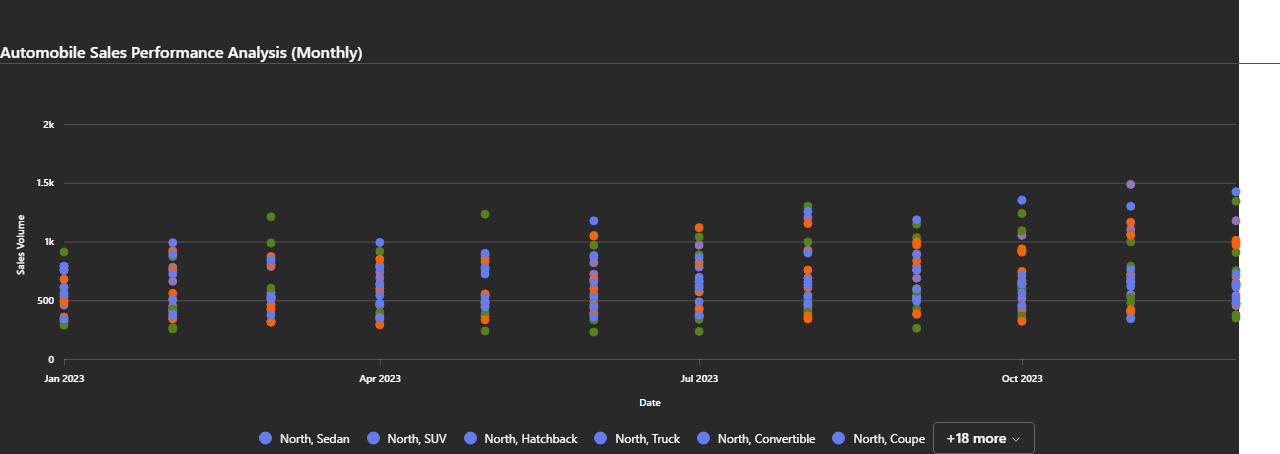 Automobile Sales Performance Analysis (Monthly)
2k
1.5k
1k
500
0
Sales Volume
Jan 2023 Apr 2023 Jul 2023 Oct 2023
Date
North, Sedan North, SUV North, Hatchback North, Truck North, Convertible North, Coupe +18 more